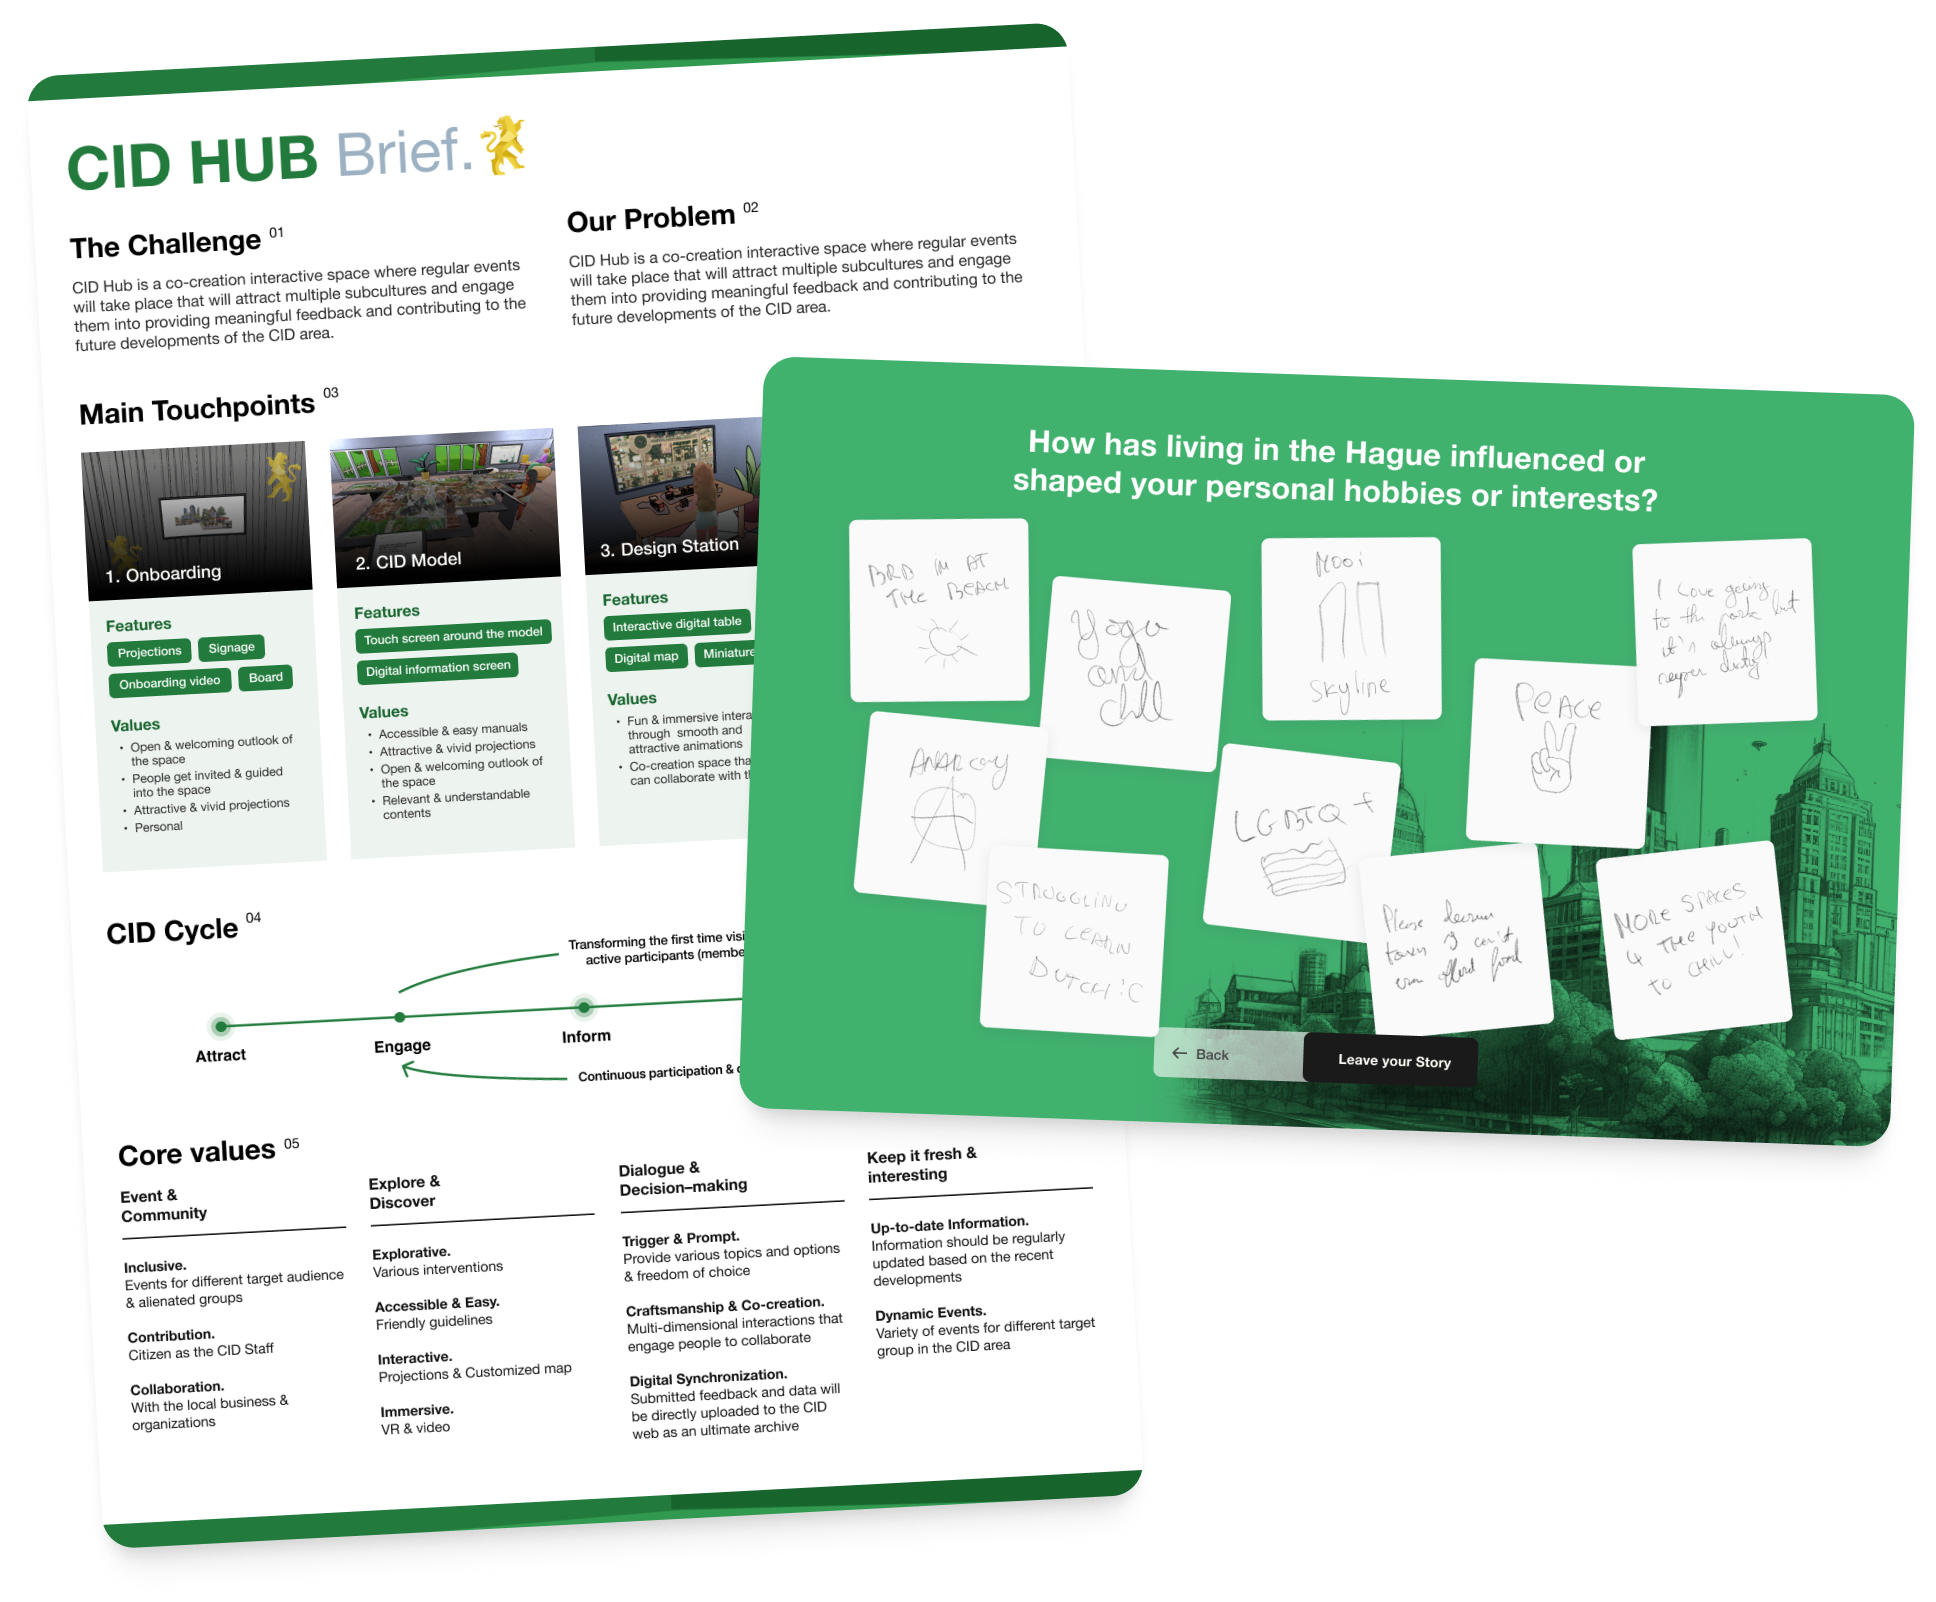 CID HUB Brief.
The Challenge 01
CID Hub is a co-creation interactive space where regular events
will take place that will attract multiple subcultures and engage
them into providing meaningful feedback and contributing to the
future developments of the CID area.
Our Problem 02
CID Hub is a co-creation interactive space where regular events
will take place that will attract multiple subcultures and engage
them into providing meaningful feedback and contributing to the
future developments of the CID area.
Main Touchpoints 03
1. Onboarding
Features
Projections
Signage
Onboarding video
Board
Values
• Open & welcoming outlook of
the space
• People get invited & guided
into the space
• Attractive & vivid projections
• Personal
2. CID Model
Features
Touch screen around the model
Digital information screen
Values
• Accessible & easy manuals
• Attractive & vivid projections
• Open & welcoming outlook of
the space
• Relevant & understandable
contents
3. Design Station
Features
Interactive digital table
Digital map
Miniature
Values
• Fun & immersive intera
through smooth and
attractive animations
• Co-creation space tha
can collaborate with t
CID Cycle 04
Transforming the first time visi
active participants (membe
Attract
Engage
Inform
Continuous participation &
Core values 05
Event &
Community
Inclusive.
Events for different target audience
& alienated groups
Contribution.
Citizen as the CID Staff
Collaboration.
With the local business &
organizations
Explore &
Discover
Explorative.
Various interventions
Accessible & Easy.
Friendly guidelines
Interactive.
Projections & Customized map
Immersive.
VR & video
Dialogue &
Decision–making
Trigger & Prompt.
Provide various topics and options
& freedom of choice
Craftsmanship & Co-creation.
Multi-dimensional interactions that
engage people to collaborate
Digital Synchronization.
Submitted feedback and data will
be directly uploaded to the CID
web as an ultimate archive
Keep it fresh &
interesting
Up-to-date Information.
Information should be regularly
updated based on the recent
developments
Dynamic Events.
Variety of events for different target
group in the CID area
How has living in the Hague influenced or
shaped your personal hobbies or interests?
AT
THE BEACH
Yoga
and
chill
Mooi
Skyline
I Love going
to the park but
it's always
PEACE
ANARCHY
LGBTQ +
STRUGGLING
TO LEARN
DUTCH :C
Please
taxes I can't
even afford food
MORE SPACES
4 THE YOUTH
TO CHILL!
← Back
Leave your Story